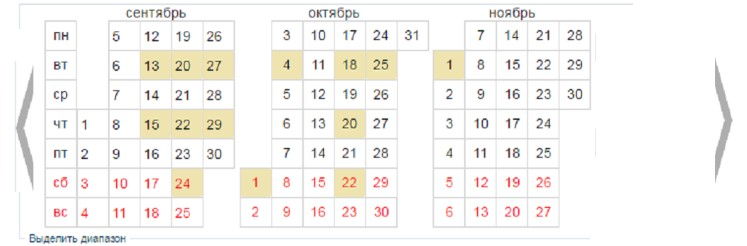 сентябрь октябрь ноябрь
пн 5 12 19 26 3 10 17 24 31 7 14 21 28
вт 6 13 20 27 4 11 18 25 1 8 15 22 29
ср 7 14 21 28 5 12 19 26 2 9 16 23 30
чт 1 8 15 22 29 6 13 20 27 3 10 17 24
пт 2 9 16 23 30 7 14 21 28 4 11 18 25
сб 3 10 17 24 1 8 15 22 29 5 12 19 26
вс 4 11 18 25 2 9 16 23 30 6 13 20 27
Выделить диапазон